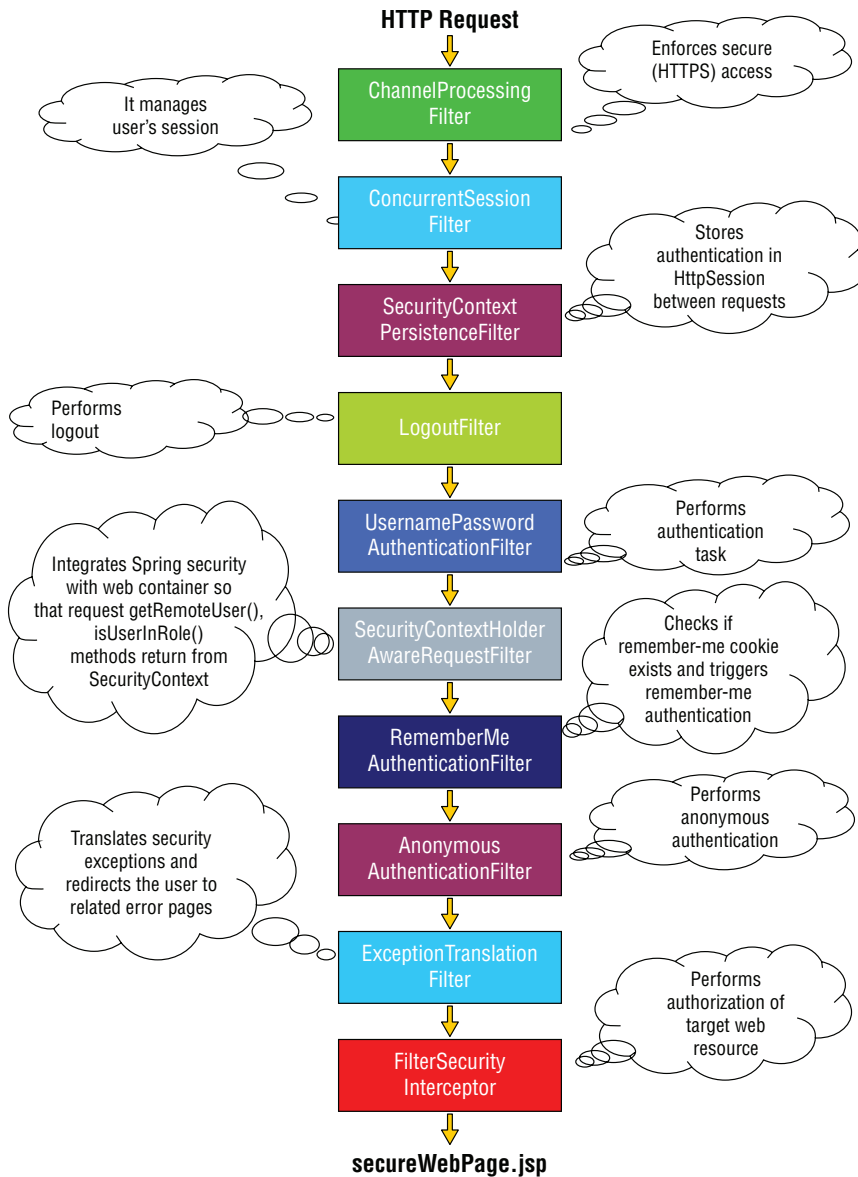 HTTP Request
Enforces secure
(HTTPS) access
ChannelProcessing
Filter
It manages
user's session
ConcurrentSession
Filter
Stores
authentication in
HttpSession
between requests
SecurityContext
PersistenceFilter
Performs
logout
LogoutFilter
UsernamePassword
AuthenticationFilter
Performs
authentication
task
Integrates Spring security
with web container so
that request getRemoteUser(),
isUserInRole()
methods return from
SecurityContext
SecurityContextHolder
AwareRequestFilter
Checks if
remember-me cookie
exists and triggers
remember-me
authentication
RememberMe
AuthenticationFilter
Performs
anonymous
authentication
Anonymous
AuthenticationFilter
Translates security
exceptions and
redirects the user to
related error pages
ExceptionTranslation
Filter
Performs
authorization of
target web
resource
FilterSecurity
Interceptor
secureWebPage.jsp